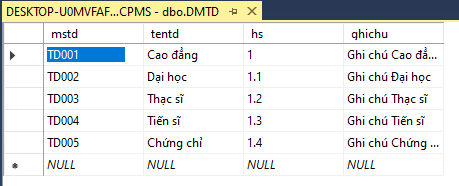 DESKTOP-U0MVFAF...CPMS - dbo.DMTD
mstd tentd hs ghichu
TD001 Cao đẳng 1 Ghi chú Cao đẳ...
TD002 Đại học 1.1 Ghi chú Đại học
TD003 Thạc sĩ 1.2 Ghi chú Thạc sĩ
TD004 Tiến sĩ 1.3 Ghi chú Tiến sĩ
TD005 Chứng chỉ 1.4 Ghi chú Chứng ...
NULL NULL NULL NULL